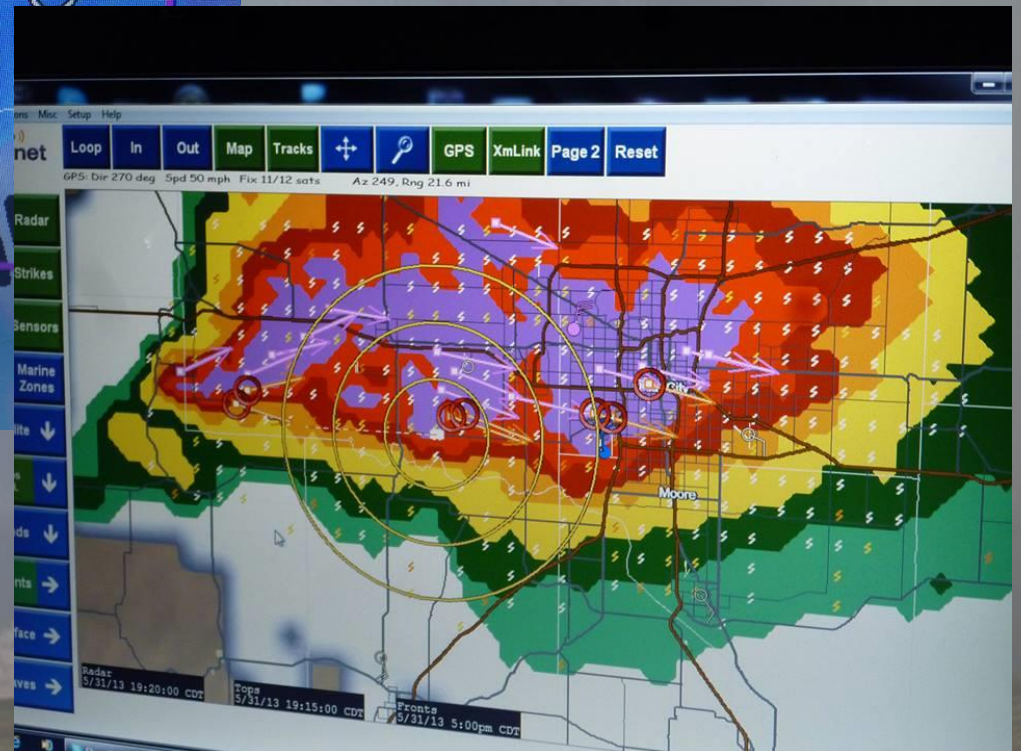 ons Misc Setup Help
net
Loop In Out Map Tracks GPS XmLink Page 2 Reset
GPS: Dir 270 deg Spd 50 mph Fix 11/12 sats Az 249, Rng 21.6 mi
Radar
Strikes
Sensors
Marine
Zones
lite
ds
nts
face
ves
City
Moore
Radar
5/31/13 19:20:00 CDT
Tops
5/31/13 19:15:00 CDT
Fronts
5/31/13 5:00pm CDT